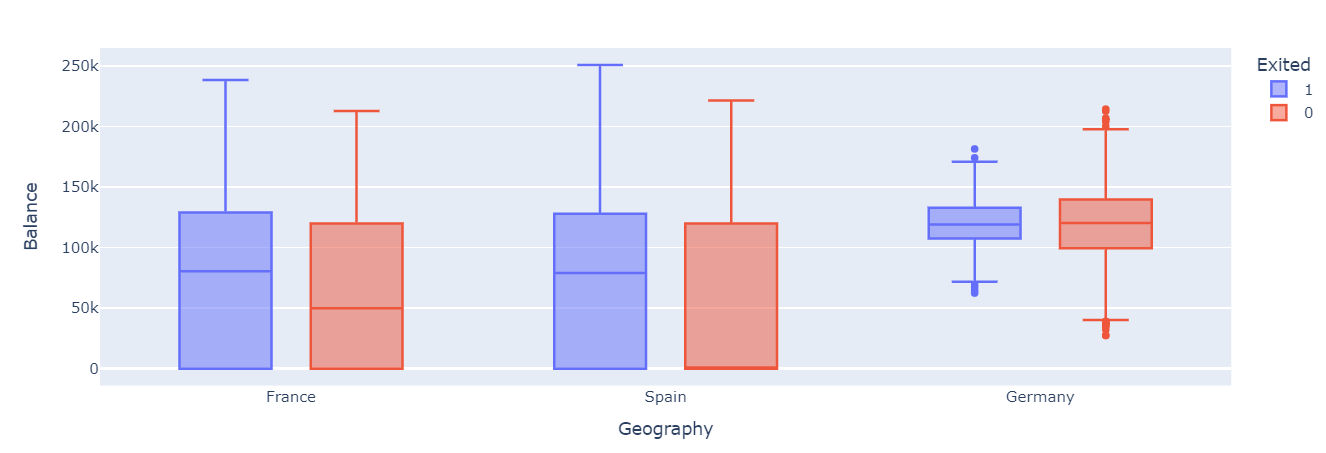 Exited
1
0
250k
200k
150k
100k
50k
0
Balance
France
Spain
Germany
Geography